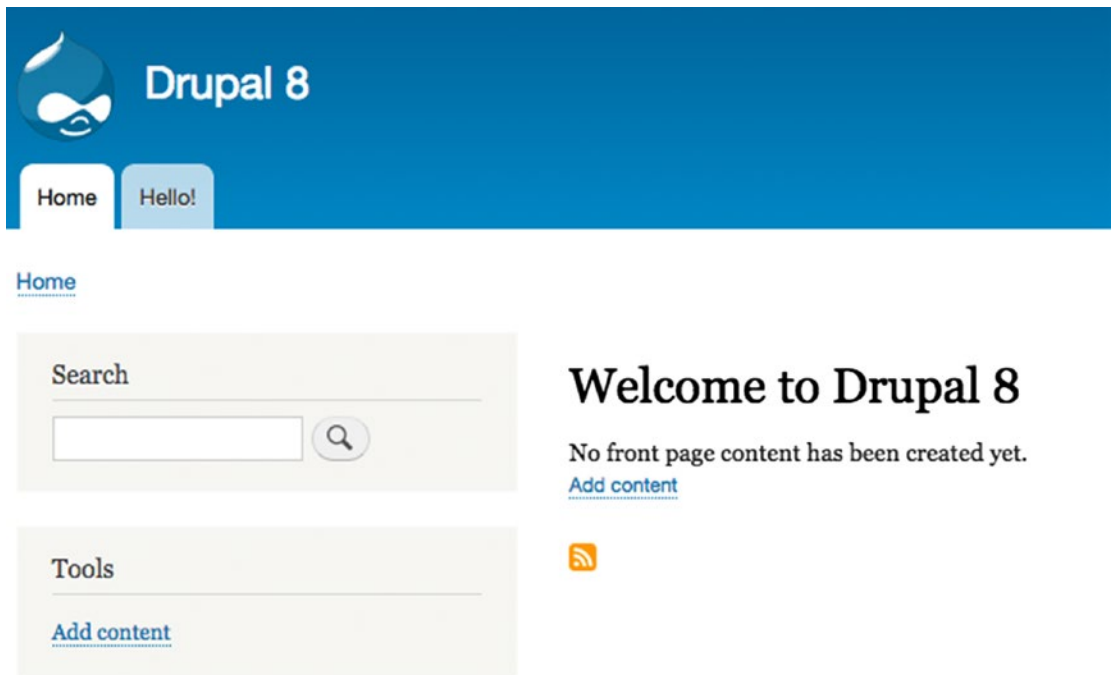 Drupal 8
Home
Hello!
Home
Search
Tools
Add content
Welcome to Drupal 8
No front page content has been created yet.
Add content